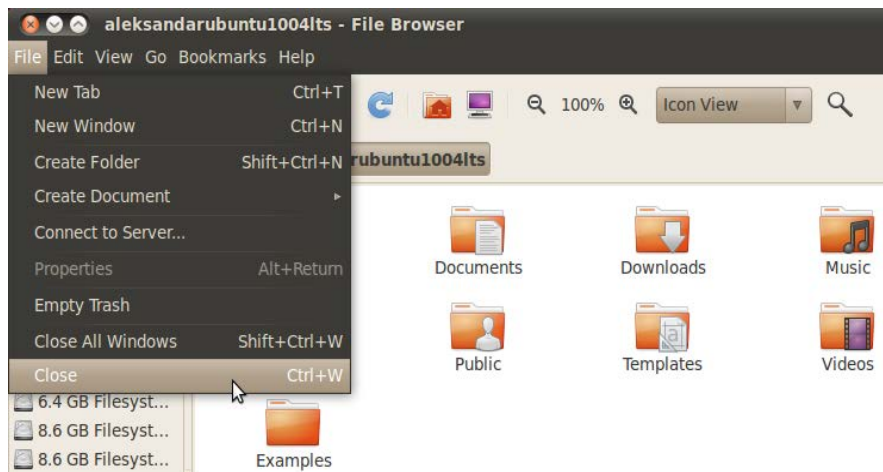 aleksandarubuntu1004lts - File Browser
File Edit View Go Bookmarks Help
New Tab Ctrl+T
New Window Ctrl+N
Create Folder Shift+Ctrl+N
Create Document
Connect to Server...
Properties Alt+Return
Empty Trash
Close All Windows Shift+Ctrl+W
Close Ctrl+W
100% Icon View
rubuntu1004lts
Documents Downloads Music
Public Templates Videos
6.4 GB Filesyst...
8.6 GB Filesyst...
8.6 GB Filesyst...
Examples